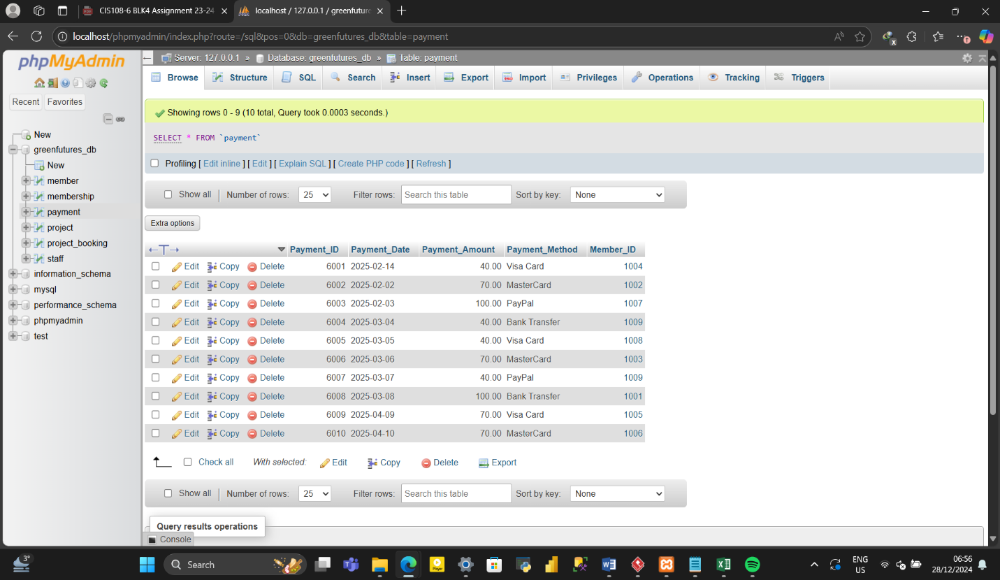 CIS108-6 BLK4 Assignment 23-24
localhost / 127.0.0.1 / greenfuture
localhost/phpmyadmin/index.php?route=/sql&pos=0&db=greenfutures_db&table=payment
phpMyAdmin
Recent Favorites
New
greenfutures_db
New
member
membership
payment
project
project_booking
staff
information_schema
mysql
performance_schema
phpmyadmin
test
Server: 127.0.0.1 » Database: greenfutures_db » Table: payment
Browse Structure SQL Search Insert Export Import Privileges Operations Tracking Triggers
Showing rows 0 - 9 (10 total, Query took 0.0003 seconds.)
SELECT * FROM `payment`
Profiling [ Edit inline ] [ Edit ] [ Explain SQL ] [ Create PHP code ] [ Refresh ]
Show all Number of rows: 25 Filter rows: Search this table Sort by key: None
Extra options
Payment_ID Payment_Date Payment_Amount Payment_Method Member_ID
Edit Copy Delete 6001 2025-02-14 40.00 Visa Card 1004
Edit Copy Delete 6002 2025-02-02 70.00 MasterCard 1002
Edit Copy Delete 6003 2025-02-03 100.00 PayPal 1007
Edit Copy Delete 6004 2025-03-04 40.00 Bank Transfer 1009
Edit Copy Delete 6005 2025-03-05 40.00 Visa Card 1008
Edit Copy Delete 6006 2025-03-06 70.00 MasterCard 1003
Edit Copy Delete 6007 2025-03-07 40.00 PayPal 1009
Edit Copy Delete 6008 2025-03-08 100.00 Bank Transfer 1001
Edit Copy Delete 6009 2025-04-09 70.00 Visa Card 1005
Edit Copy Delete 6010 2025-04-10 70.00 MasterCard 1006
Check all With selected: Edit Copy Delete Export
Show all Number of rows: 25 Filter rows: Search this table Sort by key: None
Query results operations
Console
3°
Search
ENG
US
06:56
28/12/2024